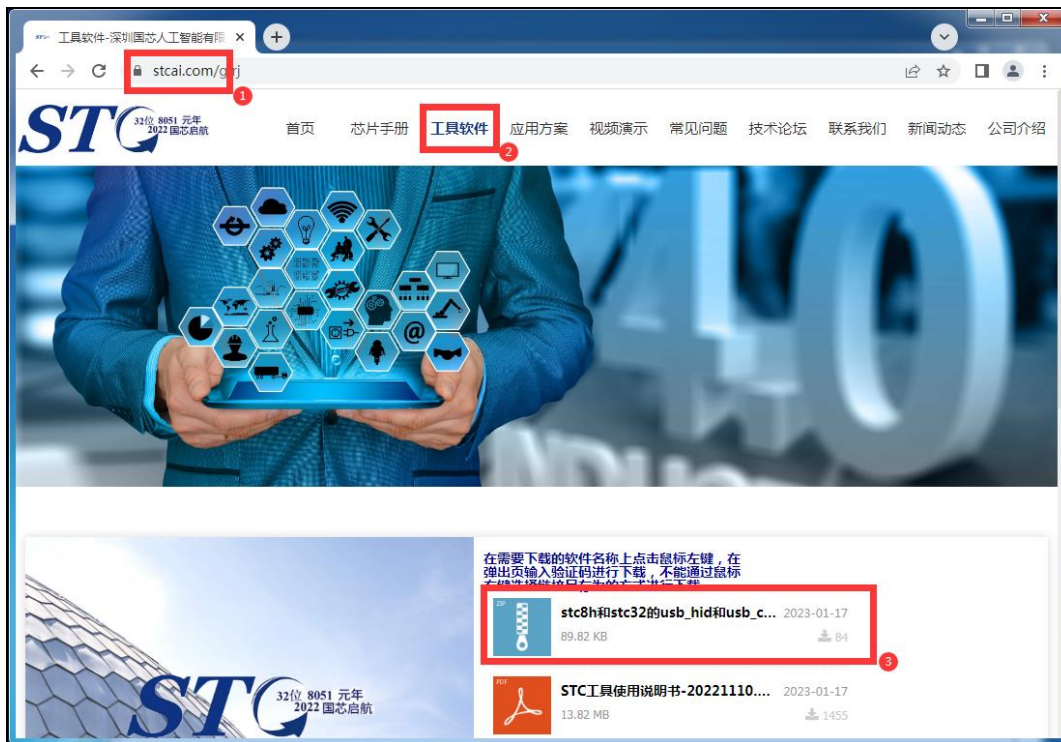 工具软件-深圳国芯人工智能有限
stcai.com/gjrj
1
STC
32位 8051 元年
2022 国芯启航
首页 芯片手册 工具软件 应用方案 视频演示 常见问题 技术论坛 联系我们 新闻动态 公司介绍
2
4.0
在需要下载的软件名称上点击鼠标左键，在
弹出页输入验证码进行下载，不能通过鼠标
ZIP
stc8h和stc32的usb_hid和usb_c... 2023-01-17
89.82 KB 84
3
PDF
STC工具使用说明书-20221110.... 2023-01-17
13.82 MB 1455
STC
32位 8051 元年
2022 国芯启航